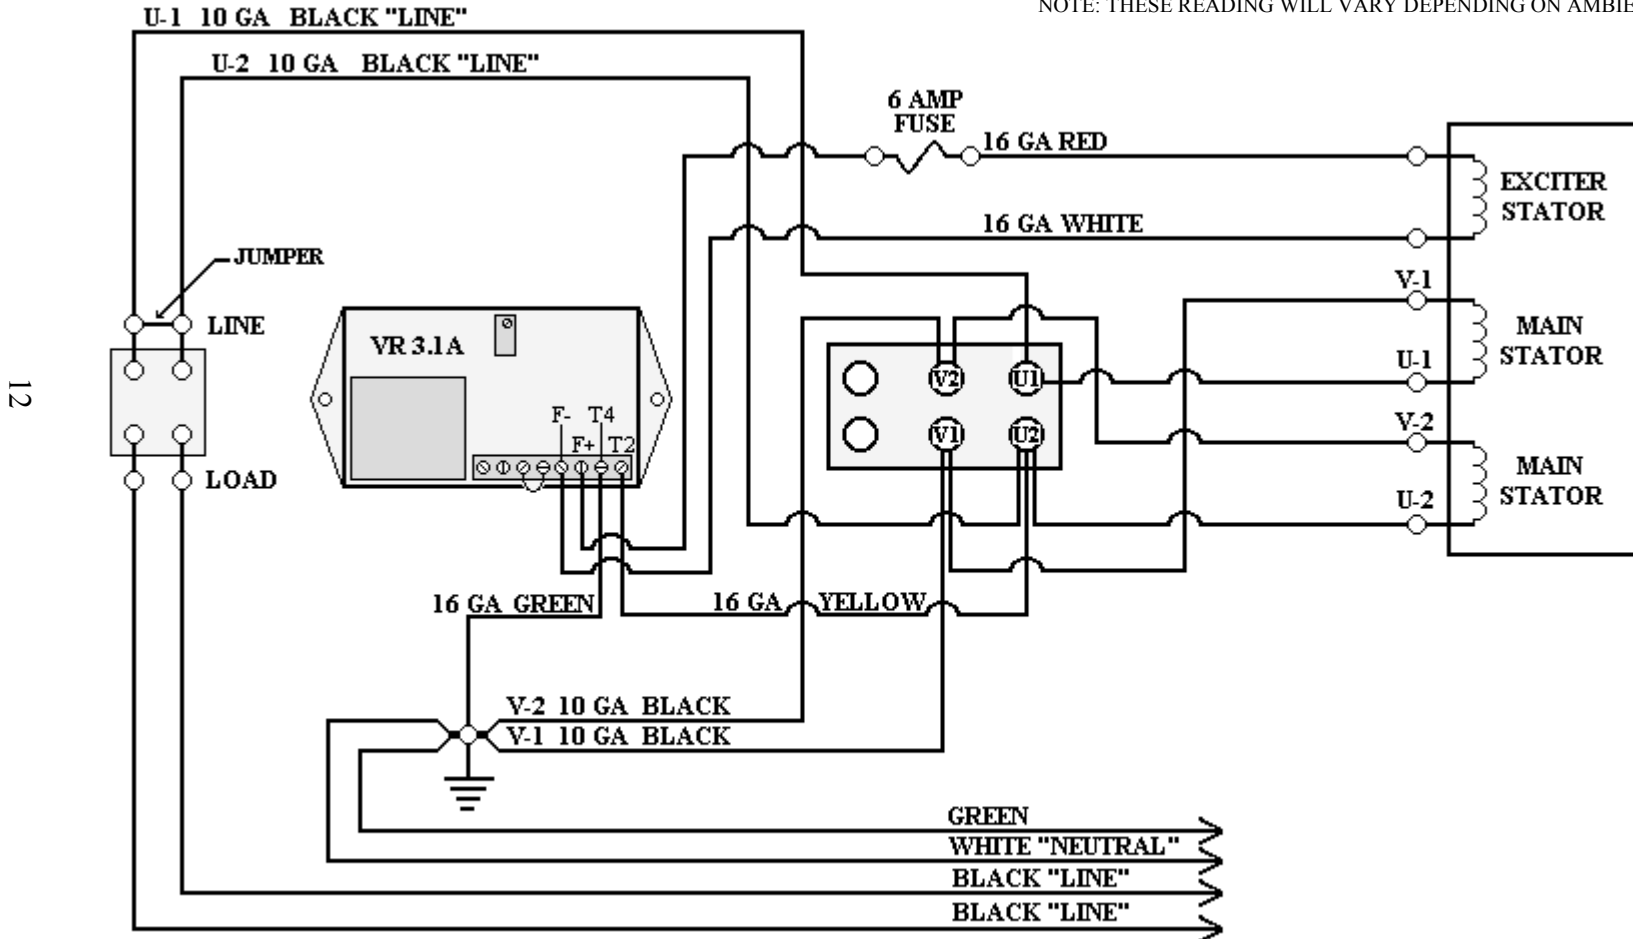 NOTE: THESE READING WILL VARY DEPENDING ON AMBIE
U-1 10 GA BLACK "LINE"
U-2 10 GA BLACK "LINE"
6 AMP
FUSE
16 GA RED
EXCITER
STATOR
16 GA WHITE
JUMPER
LINE
V-1
MAIN
STATOR
U-1
VR 3.1A
V2
U1
12
F- T4
F+ T2
V1
U2
V-2
MAIN
STATOR
U-2
LOAD
16 GA GREEN
16 GA YELLOW
V-2 10 GA BLACK
V-1 10 GA BLACK
GREEN
WHITE "NEUTRAL"
BLACK "LINE"
BLACK "LINE"